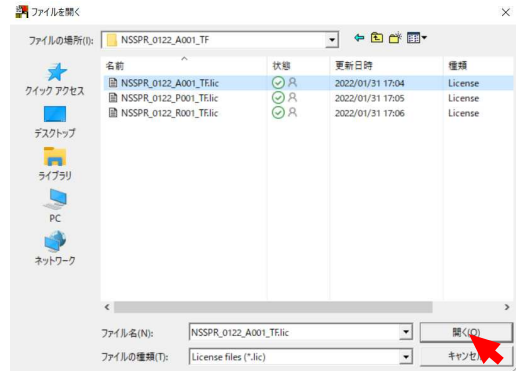 ファイルを開く
ファイルの場所(I): NSSPR_0122_A001_TF
名前 状態 更新日時 種類
NSSPR_0122_A001_TF.lic 2022/01/31 17:04 License
NSSPR_0122_P001_TF.lic 2022/01/31 17:05 License
NSSPR_0122_R001_TF.lic 2022/01/31 17:06 License
クイック アクセス
デスクトップ
ライブラリ
PC
ネットワーク
ファイル名(N): NSSPR_0122_A001_TF.lic 開く(O)
ファイルの種類(T): License files (*.lic) キャンセル